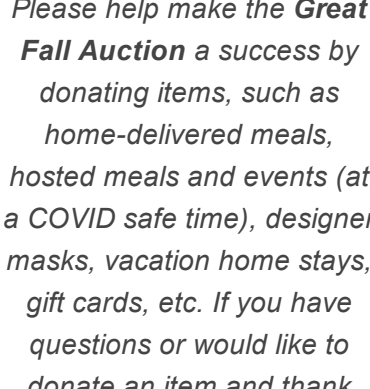 Please help make the Great
Fall Auction a success by
donating items, such as
home-delivered meals,
hosted meals and events (at
a COVID safe time), designer
masks, vacation home stays,
gift cards, etc. If you have
questions or would like to
donate an item and thank